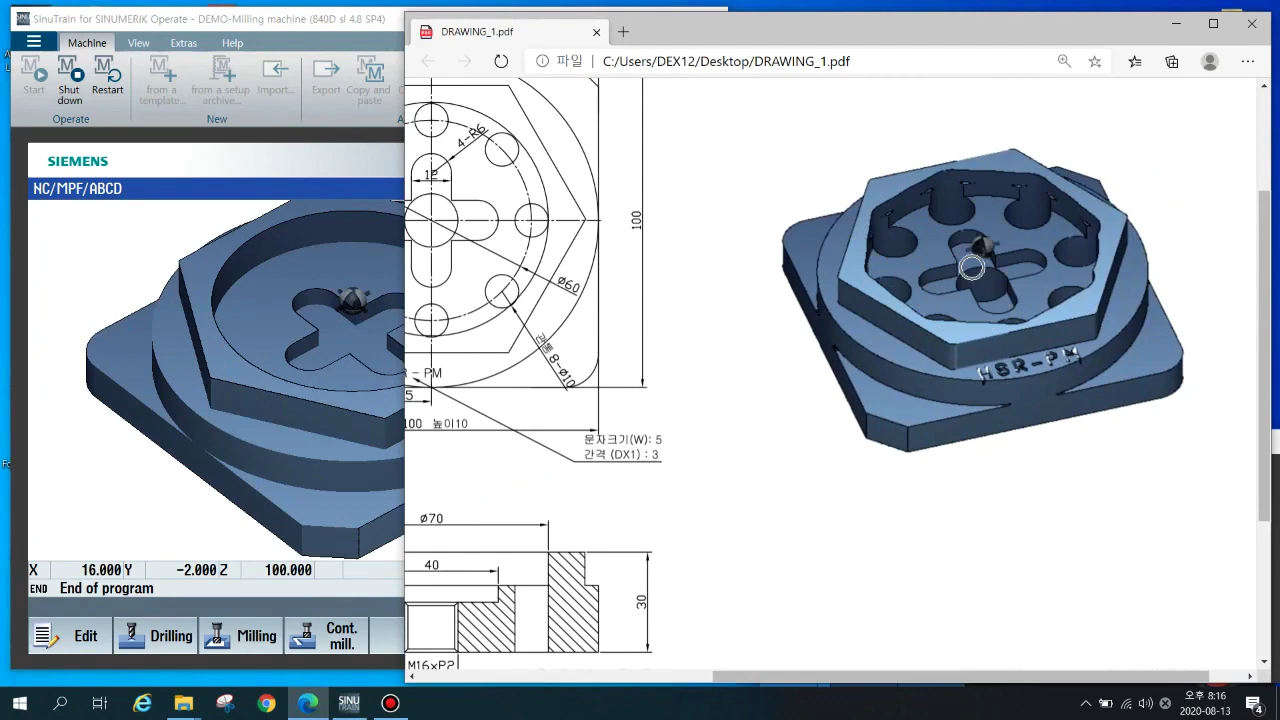 SinuTrain for SINUMERIK Operate - DEMO-Milling machine (840D sl 4.8 SP4)
Machine View Extras Help
Start
Shut down
Restart
from a template...
from a setup archive...
Import...
Export
Copy and paste
Operate
New
SIEMENS
NC/MPF/ABCD
X 16.000 Y -2.000 Z 100.000
END End of program
Edit
Drilling
Milling
Cont. mill.
DRAWING_1.pdf
파일 C:/Users/DEX12/Desktop/DRAWING_1.pdf
4-R6
12
100
ø60
관통 8-ø10
R - PM
5
100 높이10
문자크기(W): 5
간격 (DX1) : 3
ø70
40
30
M16xP2
HSR-PM
SINU TRAIN
오후 8:16
2020-08-13
4